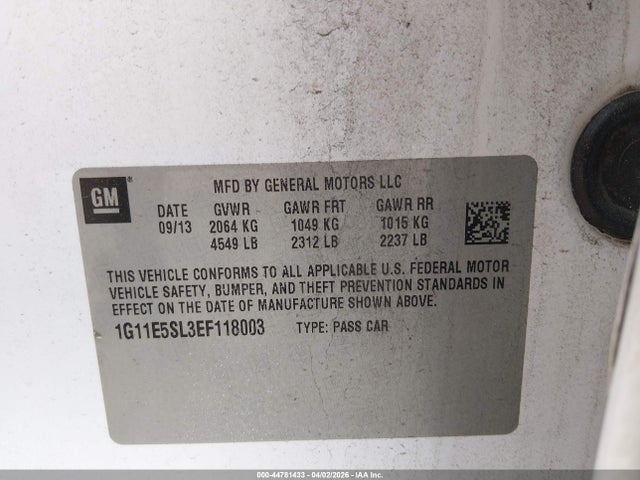 GM®
MFD BY GENERAL MOTORS LLC
DATE GVWR GAWR FRT GAWR RR
09/13 2064 KG 1049 KG 1015 KG
4549 LB 2312 LB 2237 LB
THIS VEHICLE CONFORMS TO ALL APPLICABLE U.S. FEDERAL MOTOR
VEHICLE SAFETY, BUMPER, AND THEFT PREVENTION STANDARDS IN
EFFECT ON THE DATE OF MANUFACTURE SHOWN ABOVE.
1G11E5SL3EF118003 TYPE: PASS CAR
000-44781433 - 04/02/2026 - IAA Inc.